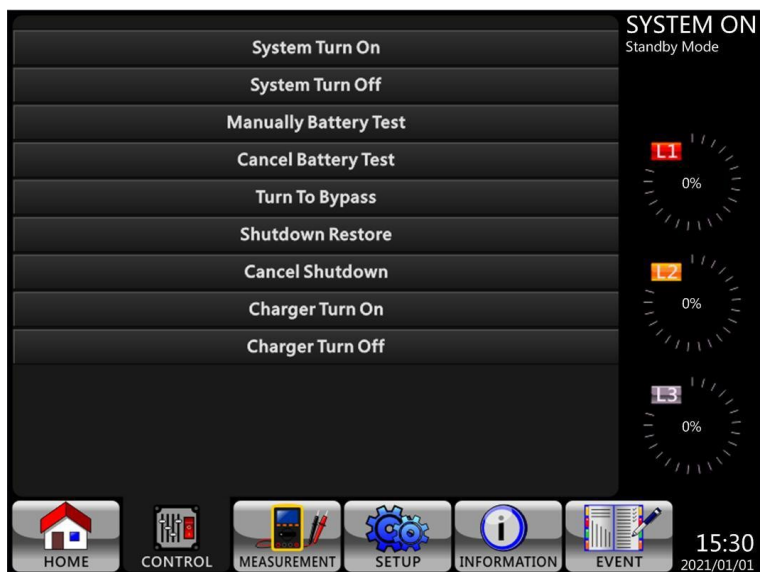 SYSTEM ON
Standby Mode
System Turn On
System Turn Off
Manually Battery Test
Cancel Battery Test
Turn To Bypass
Shutdown Restore
Cancel Shutdown
Charger Turn On
Charger Turn Off
L1
0%
L2
0%
L3
0%
HOME
CONTROL
MEASUREMENT
SETUP
INFORMATION
EVENT
15:30
2021/01/01